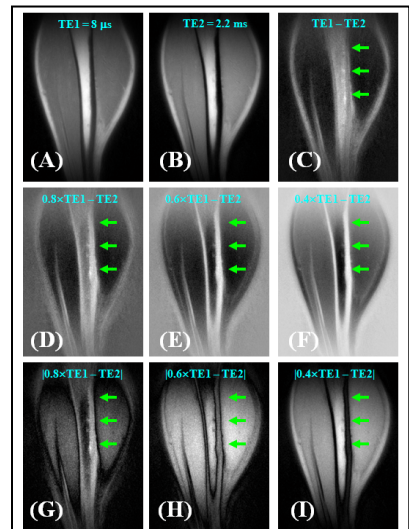 TE1 = 8 μs
TE2 = 2.2 ms
TE1 – TE2
(A)
(B)
(C)
0.8×TE1 – TE2
0.6×TE1 – TE2
0.4×TE1 – TE2
(D)
(E)
(F)
|0.8×TE1 – TE2|
|0.6×TE1 – TE2|
|0.4×TE1 – TE2|
(G)
(H)
(I)